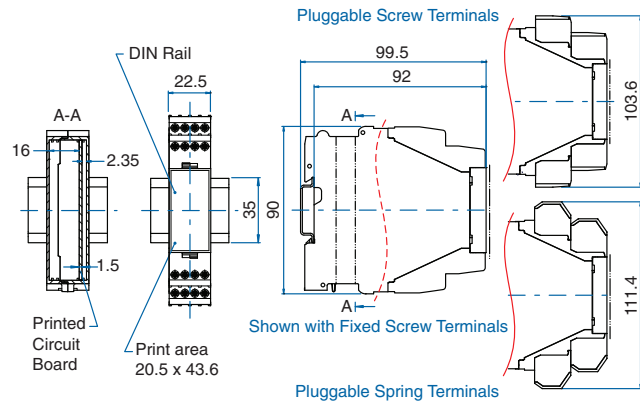 Pluggable Screw Terminals
DIN Rail
99.5
22.5
92
A-A
A
16
2.35
103.6
35
90
1.5
A
111.4
Printed
Circuit
Board
Print area
20.5 x 43.6
Shown with Fixed Screw Terminals
Pluggable Spring Terminals